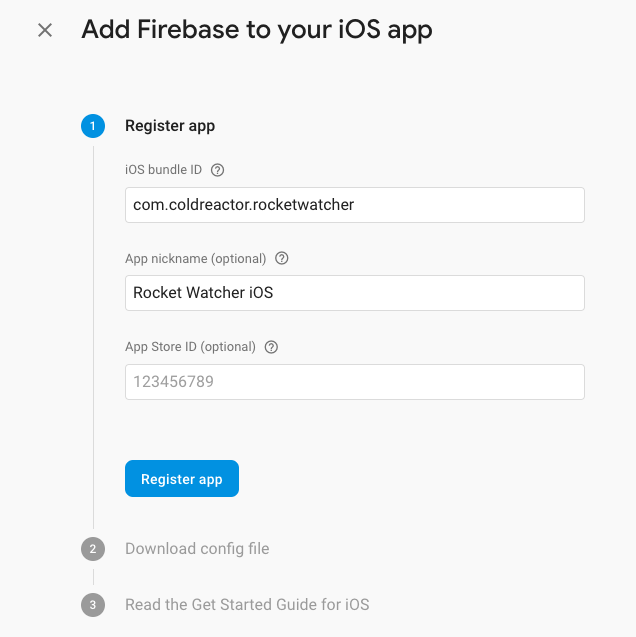 Add Firebase to your iOS app
1
Register app
iOS bundle ID ?
com.coldreactor.rocketwatcher
App nickname (optional) ?
Rocket Watcher iOS
App Store ID (optional) ?
123456789
Register app
2
Download config file
3
Read the Get Started Guide for iOS